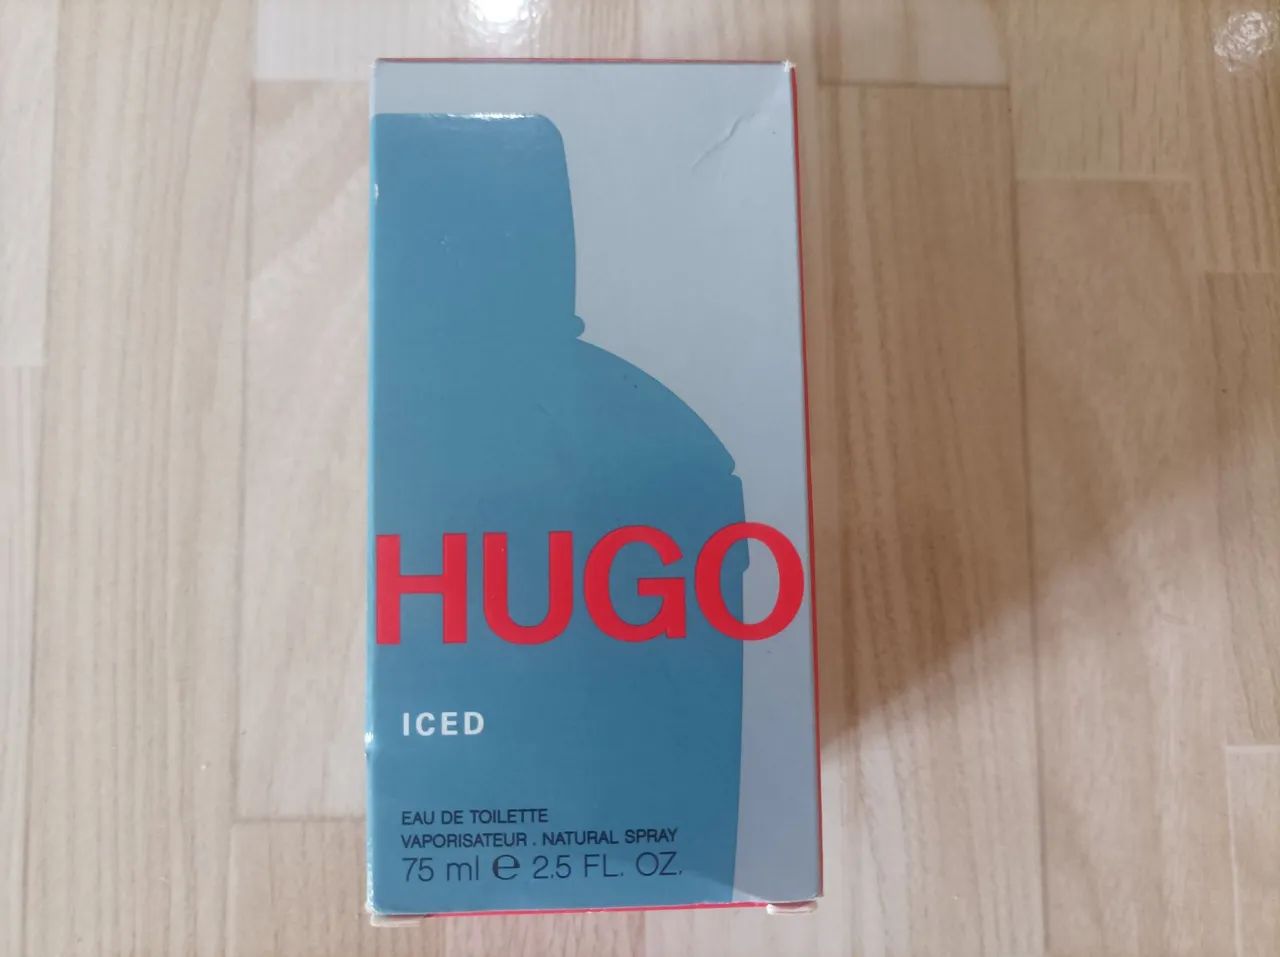 HUGO
ICED
EAU DE TOILETTE
VAPORISATEUR . NATURAL SPRAY
75 ml ℮ 2.5 FL. OZ.